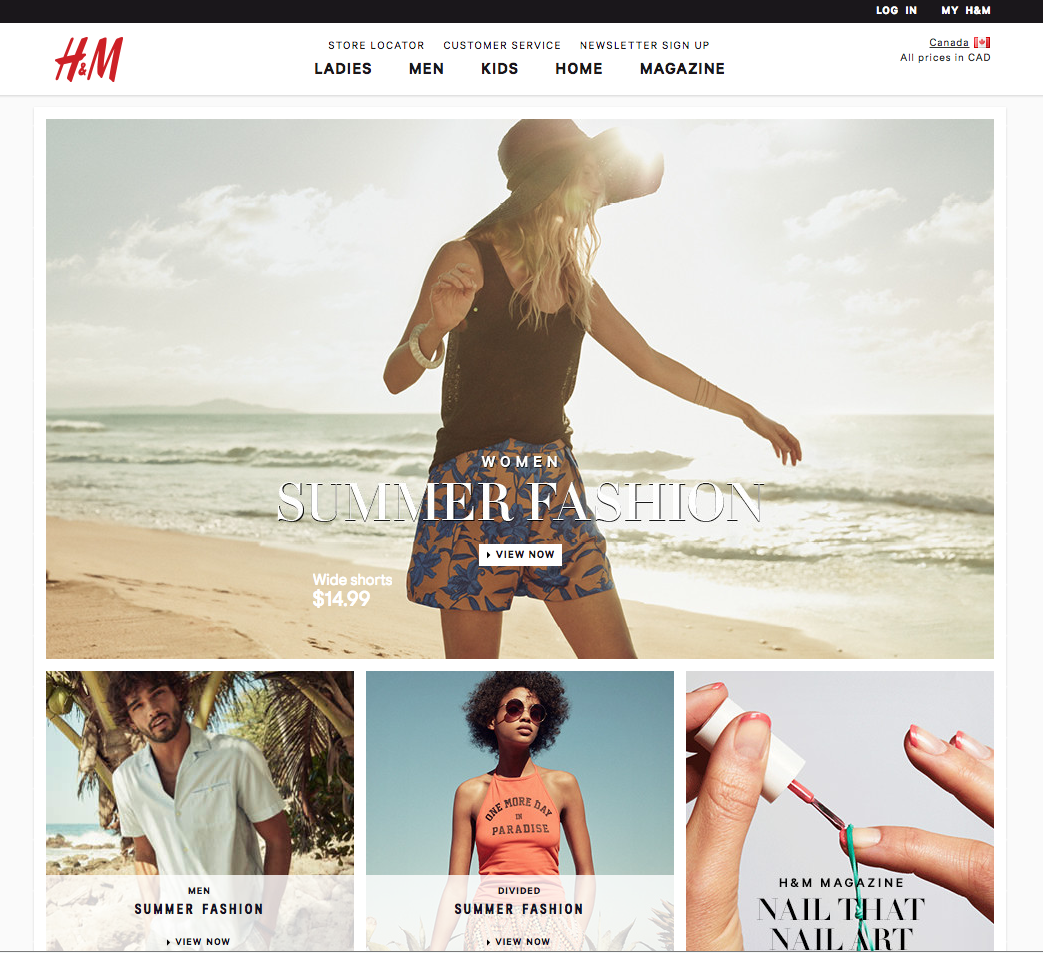 LOG IN MY H&M
H&M
STORE LOCATOR CUSTOMER SERVICE NEWSLETTER SIGN UP
Canada
LADIES MEN KIDS HOME MAGAZINE
All prices in CAD
WOMEN
SUMMER FASHION
VIEW NOW
Wide shorts
$14.99
MEN
SUMMER FASHION
VIEW NOW
ONE MORE DAY
IN
PARADISE
DIVIDED
SUMMER FASHION
VIEW NOW
H&M MAGAZINE
NAIL THAT
NAIL ART